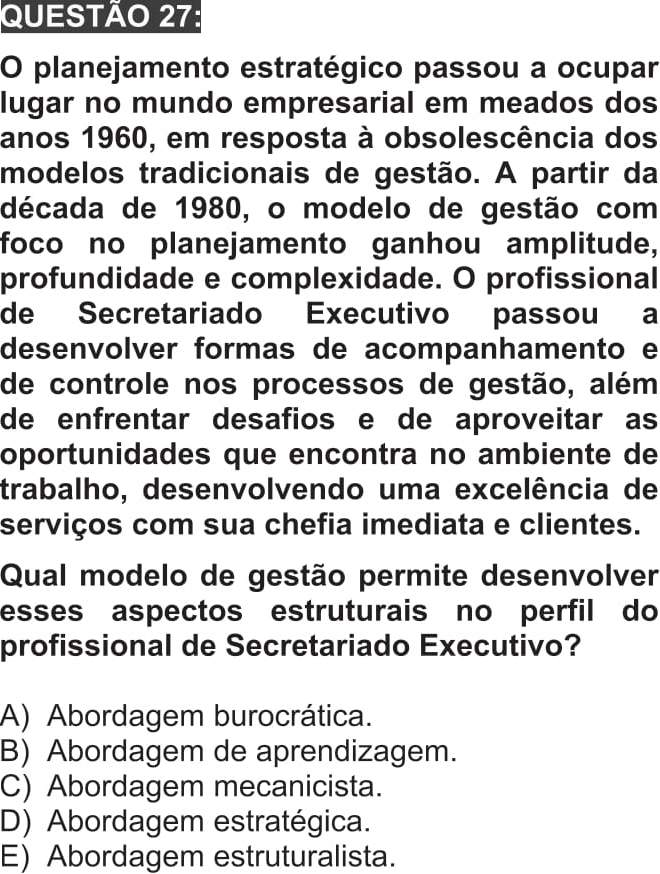 QUESTÃO 27:
O planejamento estratégico passou a ocupar
lugar no mundo empresarial em meados dos
anos 1960, em resposta à obsolescência dos
modelos tradicionais de gestão. A partir da
década de 1980, o modelo de gestão com
foco no planejamento ganhou amplitude,
profundidade e complexidade. O profissional
de Secretariado Executivo passou a
desenvolver formas de acompanhamento e
de controle nos processos de gestão, além
de enfrentar desafios e de aproveitar as
oportunidades que encontra no ambiente de
trabalho, desenvolvendo uma excelência de
serviços com sua chefia imediata e clientes.
Qual modelo de gestão permite desenvolver
esses aspectos estruturais no perfil do
profissional de Secretariado Executivo?
A) Abordagem burocrática.
B) Abordagem de aprendizagem.
C) Abordagem mecanicista.
D) Abordagem estratégica.
E) Abordagem estruturalista.